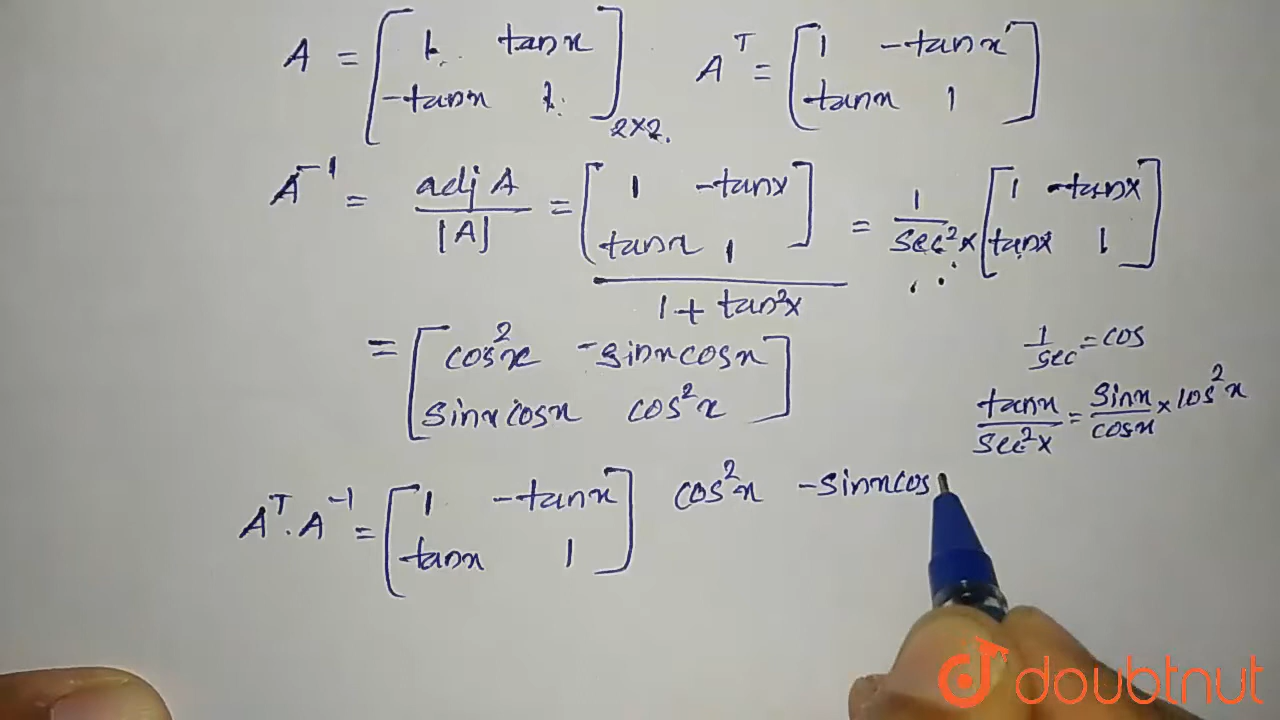 A = [1 tanx -tanx 1]2×2. A^T = [1 -tanx tanx 1]
A^-1 = adj A / |A| = [1 -tanx tanx 1] / 1 + tan²x = 1/sec²x [1 -tanx tanx 1]
= [cos²x -sinxcosx sinxcosx cos²x]
1/sec = cos
tanx/sec²x = sinx/cosx × cos²x
A^T . A^-1 = [1 -tanx tanx 1] cos²x -sinxcos
doubtnut